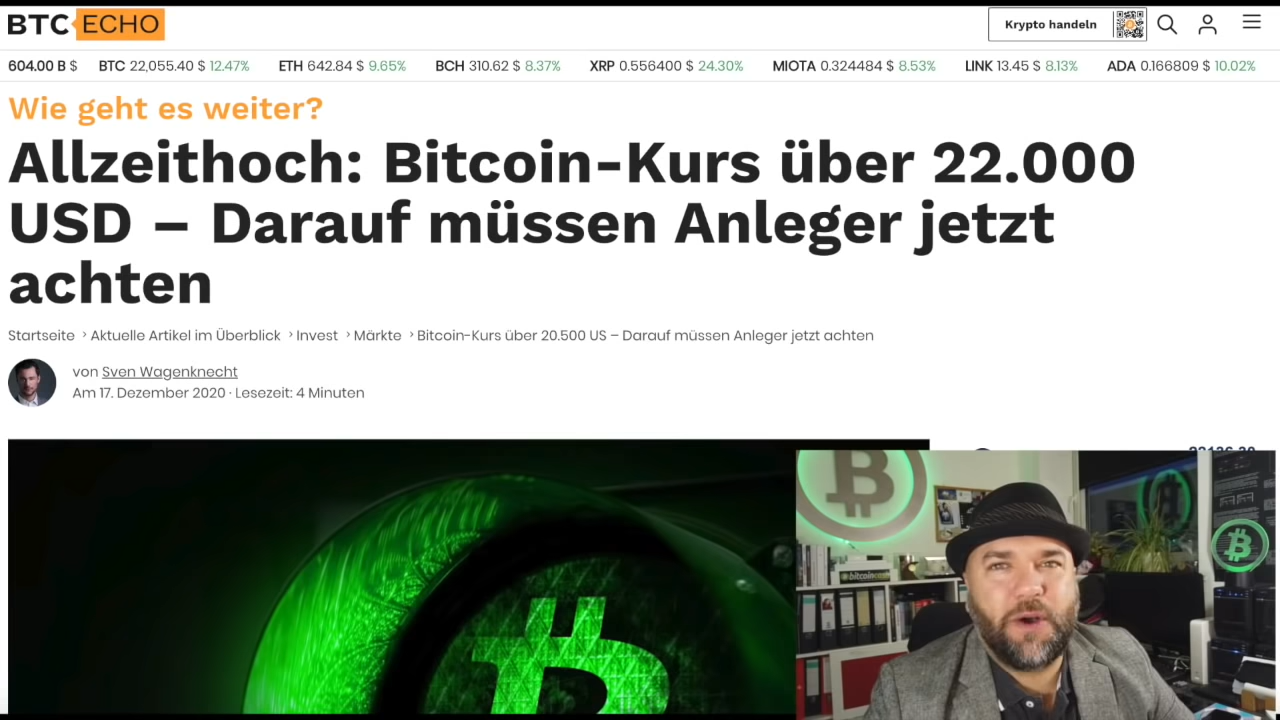 BTC ECHO
Krypto handeln
604.00 B $ BTC 22,055.40 $ 12.47% ETH 642.84 $ 9.65% BCH 310.62 $ 8.37% XRP 0.556400 $ 24.30% MIOTA 0.324484 $ 8.53% LINK 13.45 $ 8.13% ADA 0.166809 $ 10.02%
Wie geht es weiter?
Allzeithoch: Bitcoin-Kurs über 22.000
USD – Darauf müssen Anleger jetzt
achten
Startseite › Aktuelle Artikel im Überblick › Invest › Märkte › Bitcoin-Kurs über 20.500 US – Darauf müssen Anleger jetzt achten
von Sven Wagenknecht
Am 17. Dezember 2020 · Lesezeit: 4 Minuten